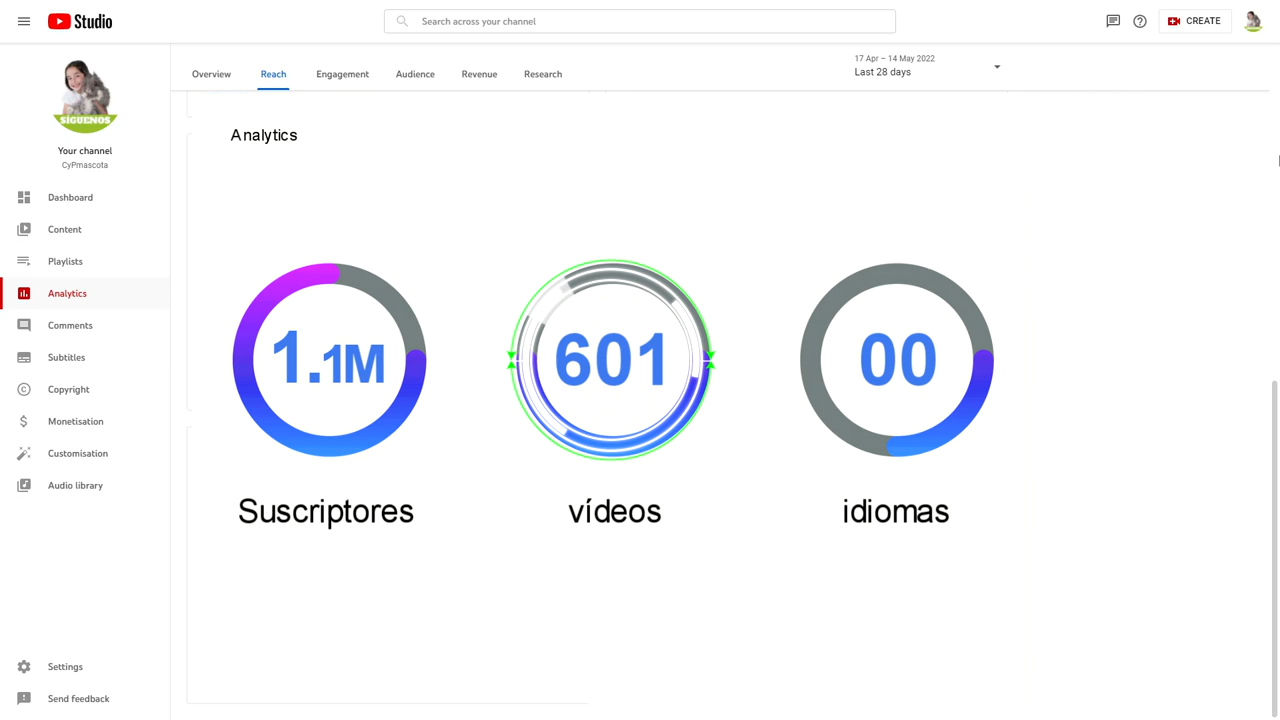 Studio
Search across your channel
CREATE
SÍGUENOS
Your channel
CyPmascota
Dashboard
Content
Playlists
Analytics
Comments
Subtitles
Copyright
Monetisation
Customisation
Audio library
Settings
Send feedback
Overview
Reach
Engagement
Audience
Revenue
Research
17 Apr – 14 May 2022
Last 28 days
Analytics
1.1M
601
00
Suscriptores
vídeos
idiomas